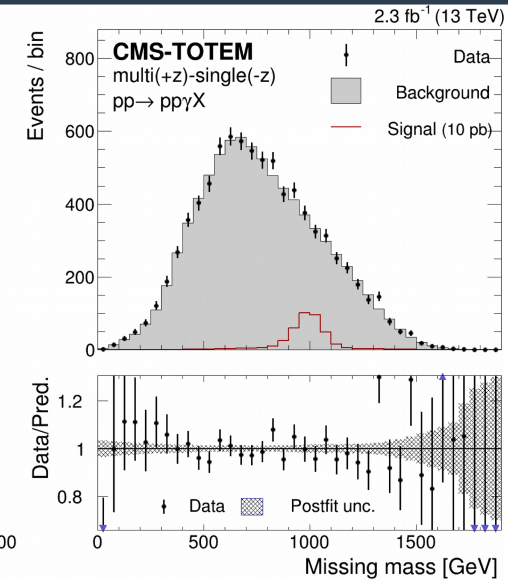 2.3 fb⁻¹ (13 TeV)
Events / bin
800
600
400
200
0
CMS-TOTEM
multi(+z)-single(-z)
pp→ ppγX
Data
Background
Signal (10 pb)
Data/Pred.
1.2
1
0.8
Data
Postfit unc.
00
0
500
1000
1500
Missing mass [GeV]